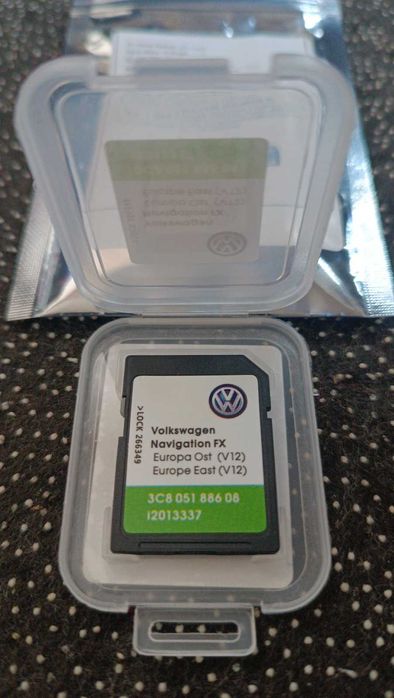 >LOCK 266349
Volkswagen
Navigation FX
Europa Ost (V12)
Europe East (V12)
3C8 051 886 08
i2013337